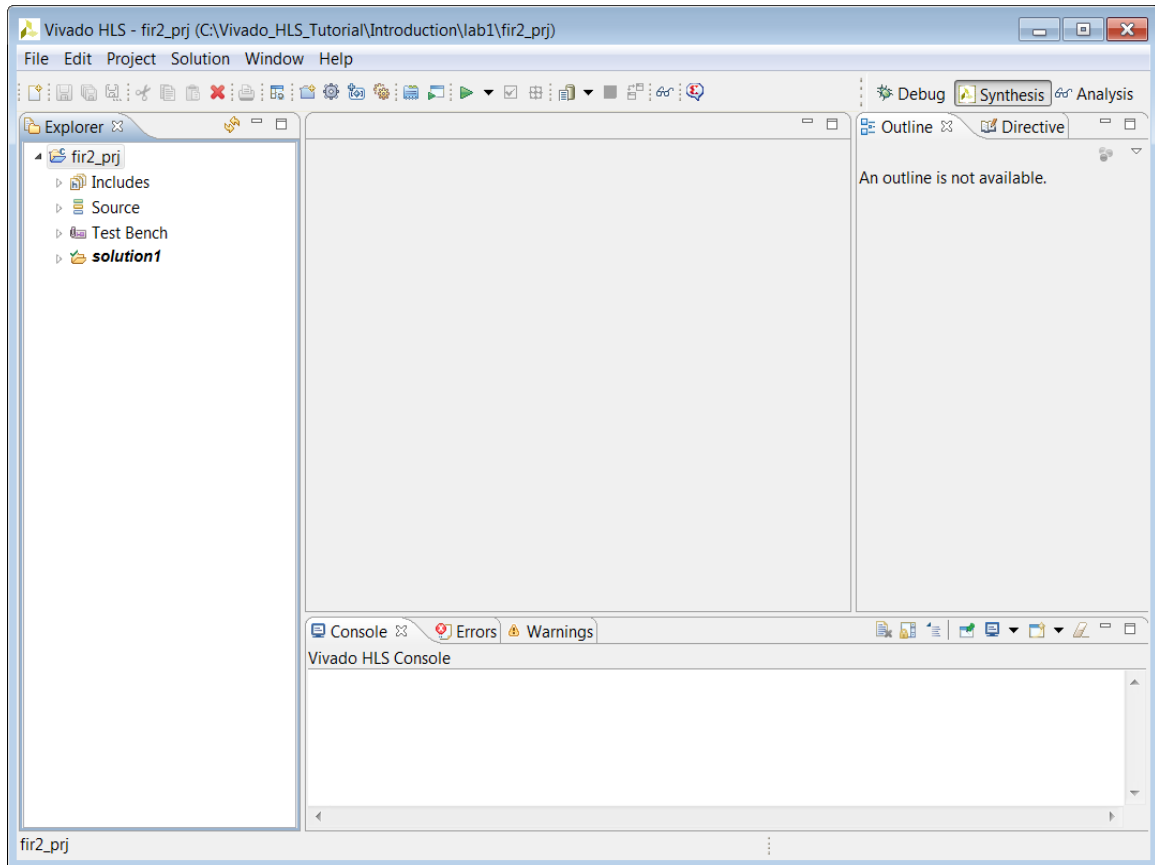 Vivado HLS - fir2_prj (C:\Vivado_HLS_Tutorial\Introduction\lab1\fir2_prj)
File Edit Project Solution Window Help
Debug Synthesis Analysis
Explorer
fir2_prj
Includes
Source
Test Bench
solution1
Outline Directive
An outline is not available.
Console Errors Warnings
Vivado HLS Console
fir2_prj